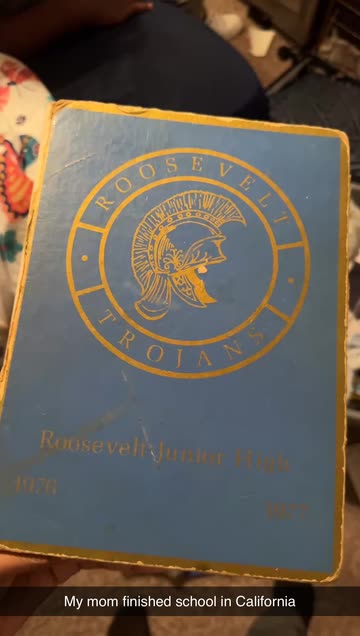 ROOSEVELT
TROJANS
Roosevelt Junior High
1976 1977
My mom finished school in California